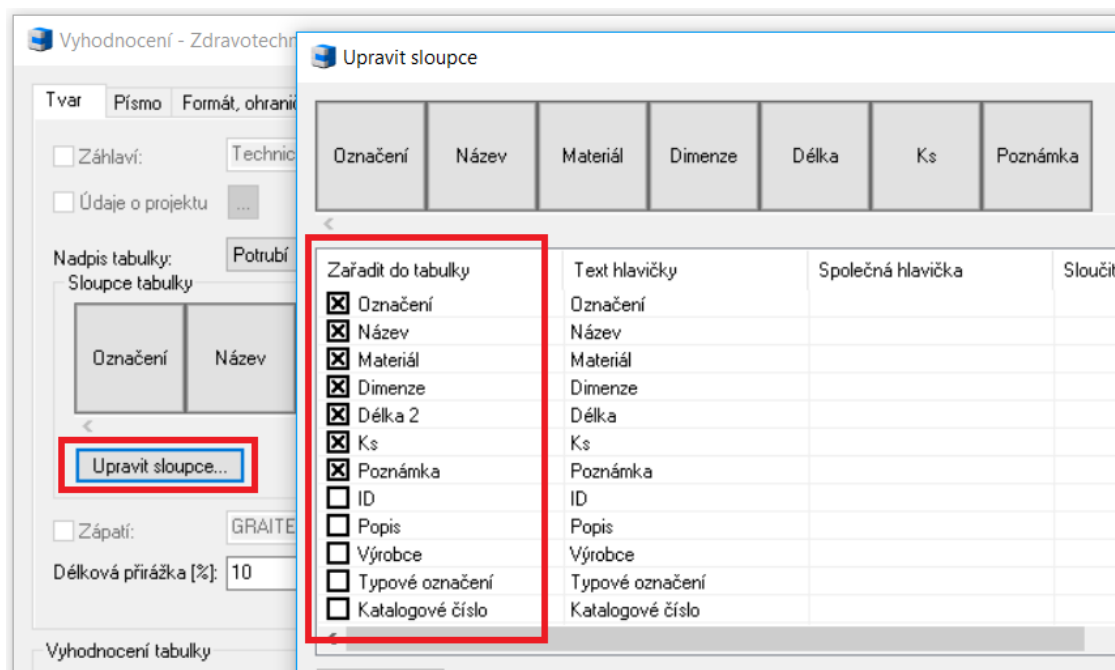 Vyhodnocení - Zdravotechn
Tvar Písmo Formát, ohranič
Záhlaví: Technic
Údaje o projektu ...
Nadpis tabulky: Potrubí
Sloupce tabulky
Označení Název
Upravit sloupce...
Zápatí: GRAITE
Délková přirážka [%]: 10
Vyhodnocení tabulky
Upravit sloupce
Označení Název Materiál Dimenze Délka Ks Poznámka
Zařadit do tabulky Text hlavičky Společná hlavička Sloučit
Označení Označení
Název Název
Materiál Materiál
Dimenze Dimenze
Délka 2 Délka
Ks Ks
Poznámka Poznámka
ID ID
Popis Popis
Výrobce Výrobce
Typové označení Typové označení
Katalogové číslo Katalogové číslo